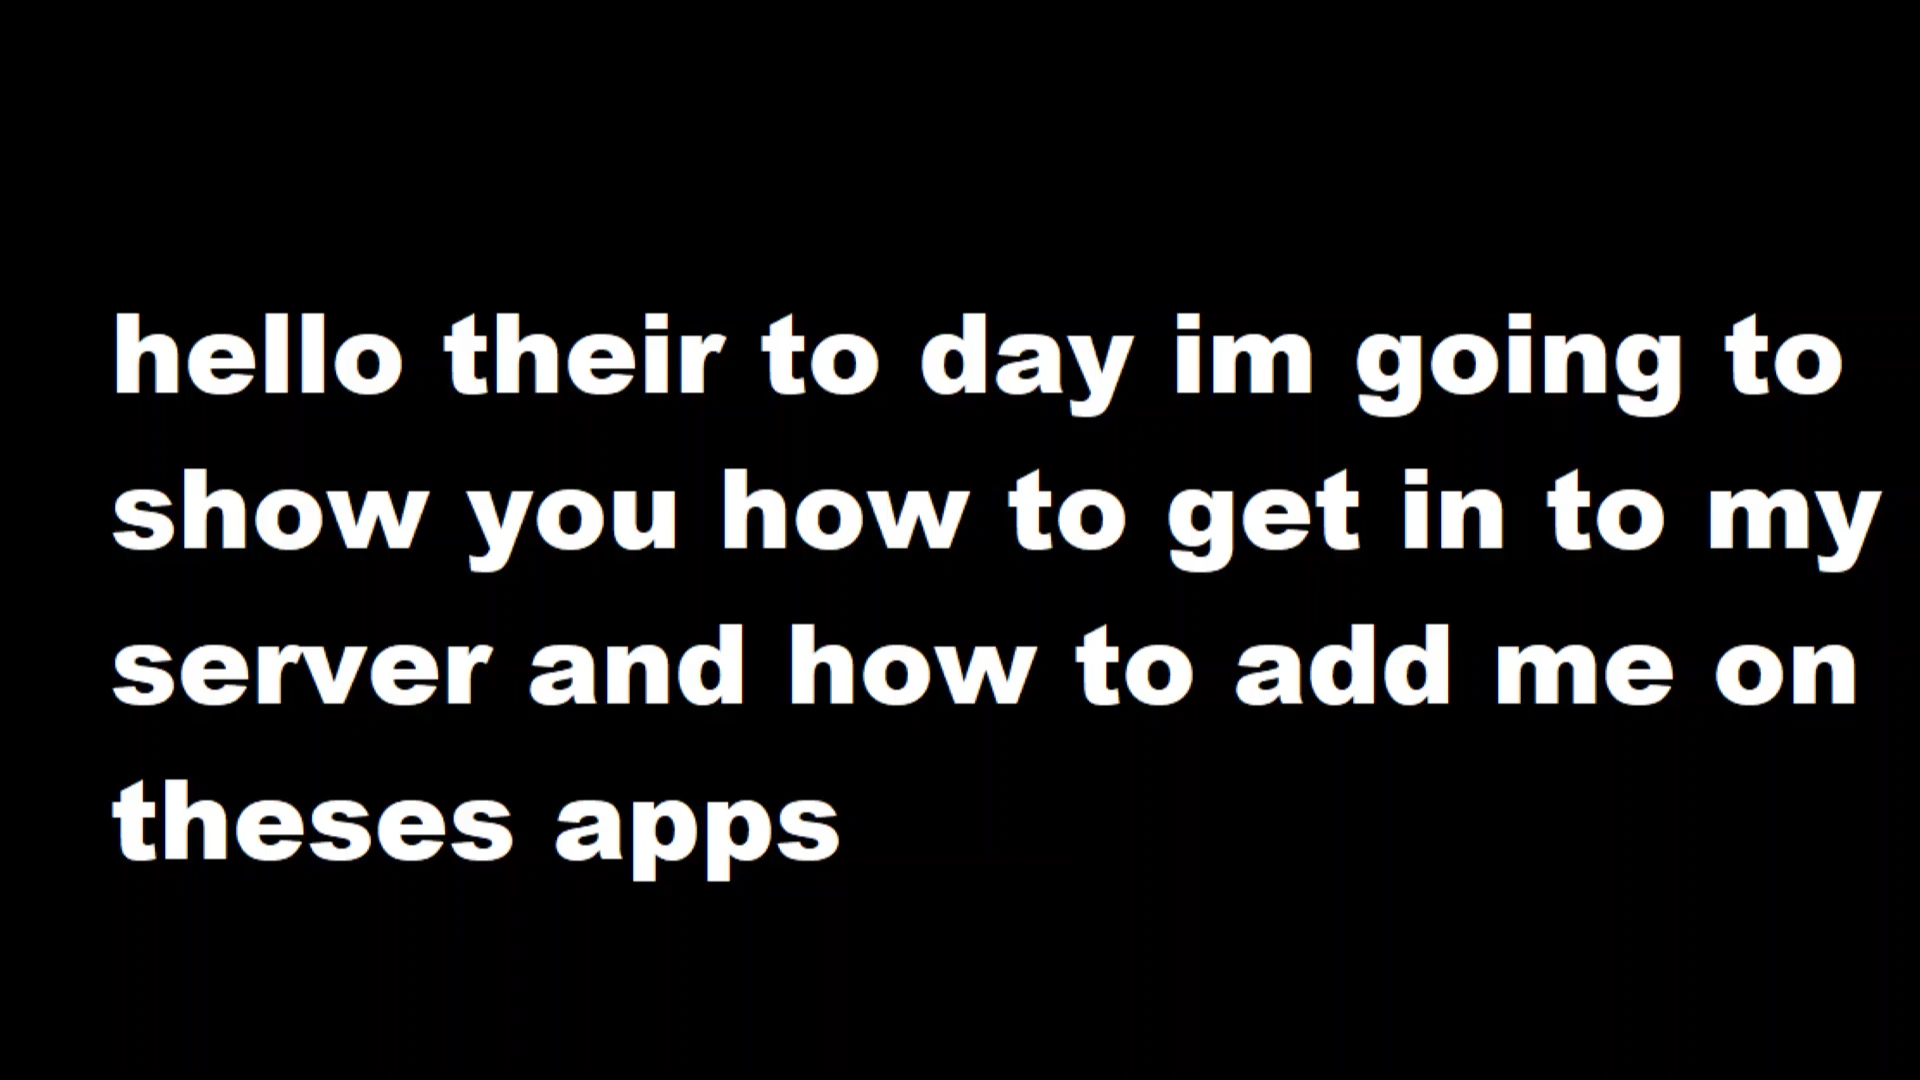 hello their to day im going to
show you how to get in to my
server and how to add me on
theses apps